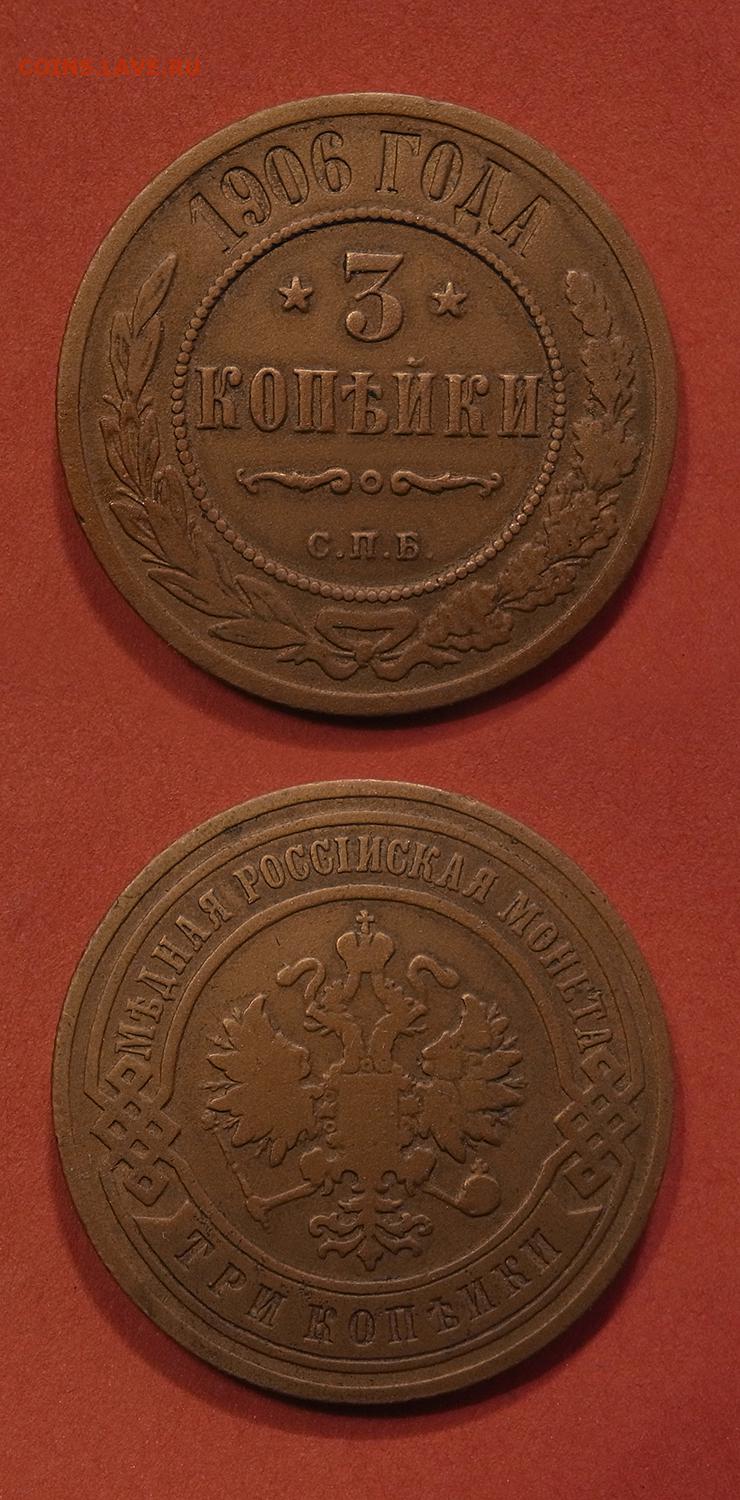 COINS.LAVE.RU
1906 ГОДА
3
КОПѢЙКИ
С.П.Б.
МѢДНАЯ РОССІЙСКАЯ МОНЕТА
ТРИ КОПѢЙКИ